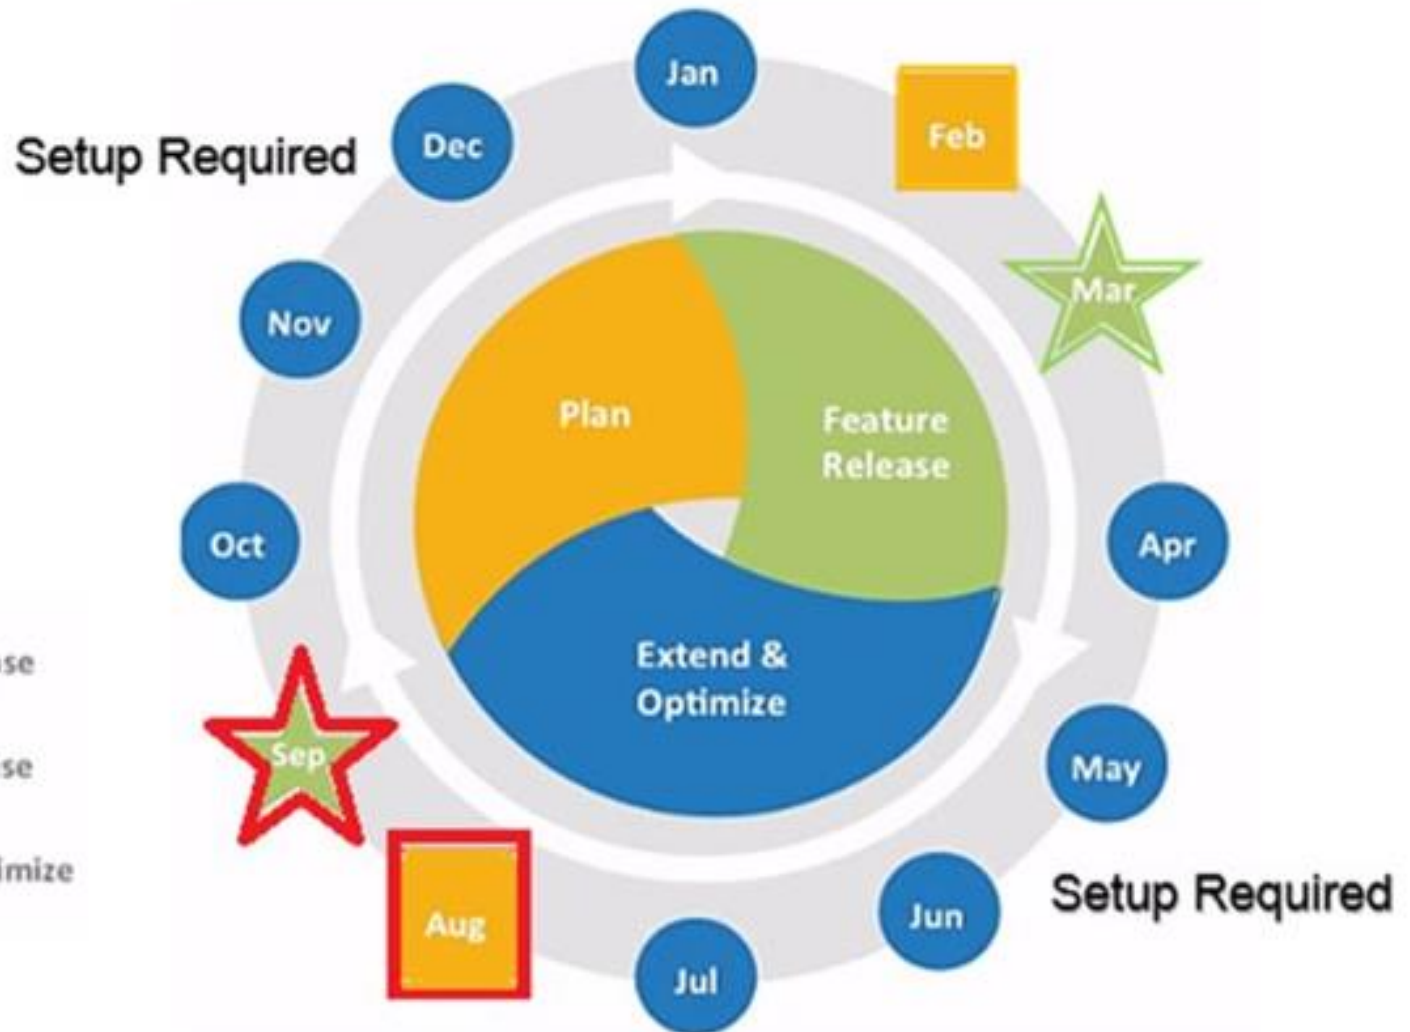 Jan
Feb
Mar
Apr
May
Jun
Jul
Aug
Sep
Oct
Nov
Dec
Setup Required
Setup Required
Plan
Feature
Release
Extend &
Optimize